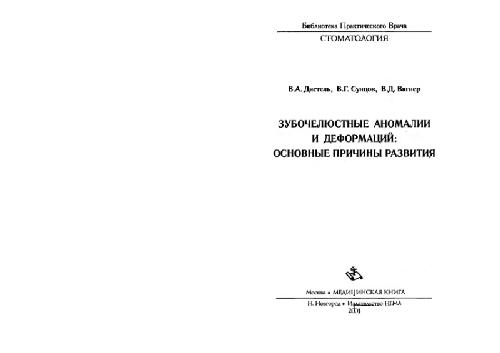 Библиотека Практического Врача
СТОМАТОЛОГИЯ
В.А. Дистель, В.Г. Сунцов, В.Д. Вагнер
ЗУБОЧЕЛЮСТНЫЕ АНОМАЛИИ
И ДЕФОРМАЦИЙ:
ОСНОВНЫЕ ПРИЧИНЫ РАЗВИТИЯ
Москва • МЕДИЦИНСКАЯ КНИГА
Н. Новгород • Издательство НГМА
2001